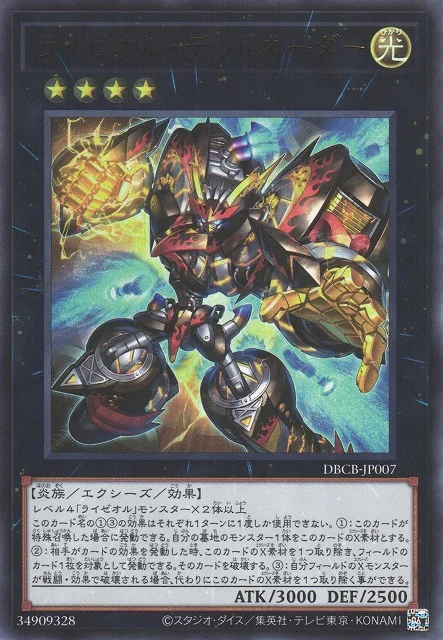 ライゼオル・デッドネーダー
光
DBCB-JP007
【炎族/エクシーズ/効果】
レベル4「ライゼオル」モンスター×2体以上
このカード名の①③の効果はそれぞれ1ターンに1度しか使用できない。①:このカードが
特殊召喚した場合に発動できる。自分の墓地のモンスター1体をこのカードのX素材とする。
②:相手がカードの効果を発動した時、このカードのX素材を1つ取り除き、フィールドの
カード1枚を対象として発動できる。そのカードを破壊する。③:自分フィールドのXモンスター
が戦闘・効果で破壊される場合、代わりにこのカードのX素材を1つ取り除く事ができる。
ATK/3000 DEF/2500
34909328 ©スタジオ・ダイス/集英社・テレビ東京・KONAMI